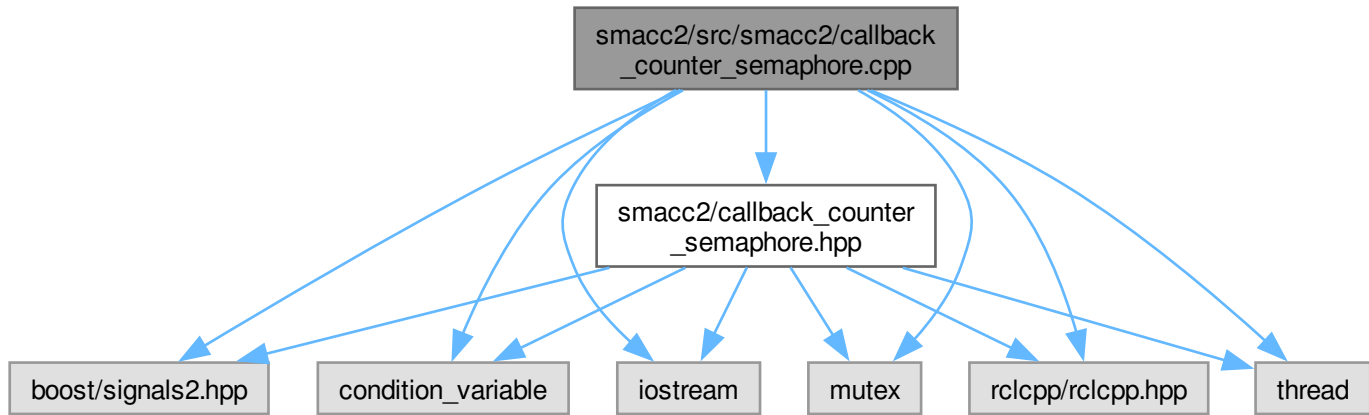 smacc2/src/smacc2/callback
_counter_semaphore.cpp
smacc2/callback_counter
_semaphore.hpp
boost/signals2.hpp
condition_variable
iostream
mutex
rclcpp/rclcpp.hpp
thread